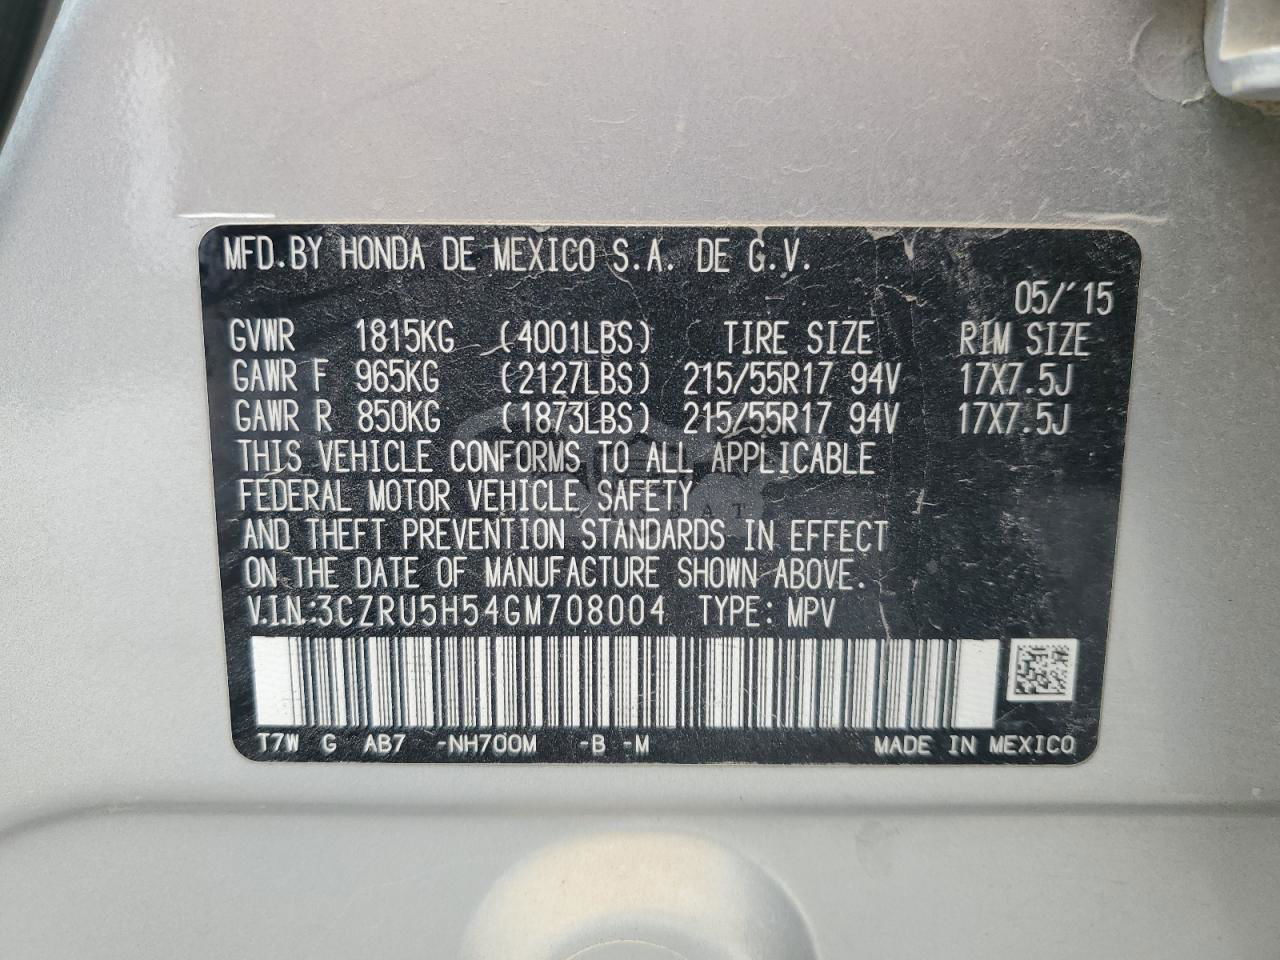 MFD.BY HONDA DE MEXICO S.A. DE G.V.
05/'15
GVWR 1815KG (4001LBS) TIRE SIZE RIM SIZE
GAWR F 965KG (2127LBS) 215/55R17 94V 17X7.5J
GAWR R 850KG (1873LBS) 215/55R17 94V 17X7.5J
THIS VEHICLE CONFORMS TO ALL APPLICABLE
FEDERAL MOTOR VEHICLE SAFETY
AND THEFT PREVENTION STANDARDS IN EFFECT
ON THE DATE OF MANUFACTURE SHOWN ABOVE.
V.I.N.:3CZRU5H54GM708004 TYPE: MPV
T7W G AB7 -NH700M -B -M MADE IN MEXICO